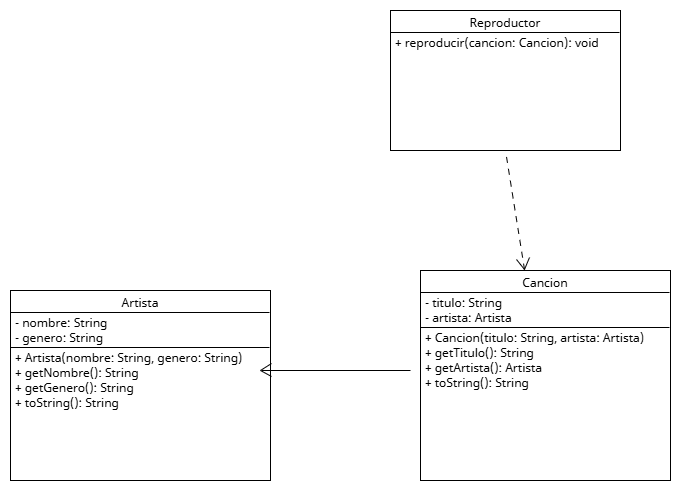 Reproductor
+ reproducir(cancion: Cancion): void
Artista
- nombre: String
- genero: String
+ Artista(nombre: String, genero: String)
+ getNombre(): String
+ getGenero(): String
+ toString(): String
Cancion
- titulo: String
- artista: Artista
+ Cancion(titulo: String, artista: Artista)
+ getTitulo(): String
+ getArtista(): Artista
+ toString(): String